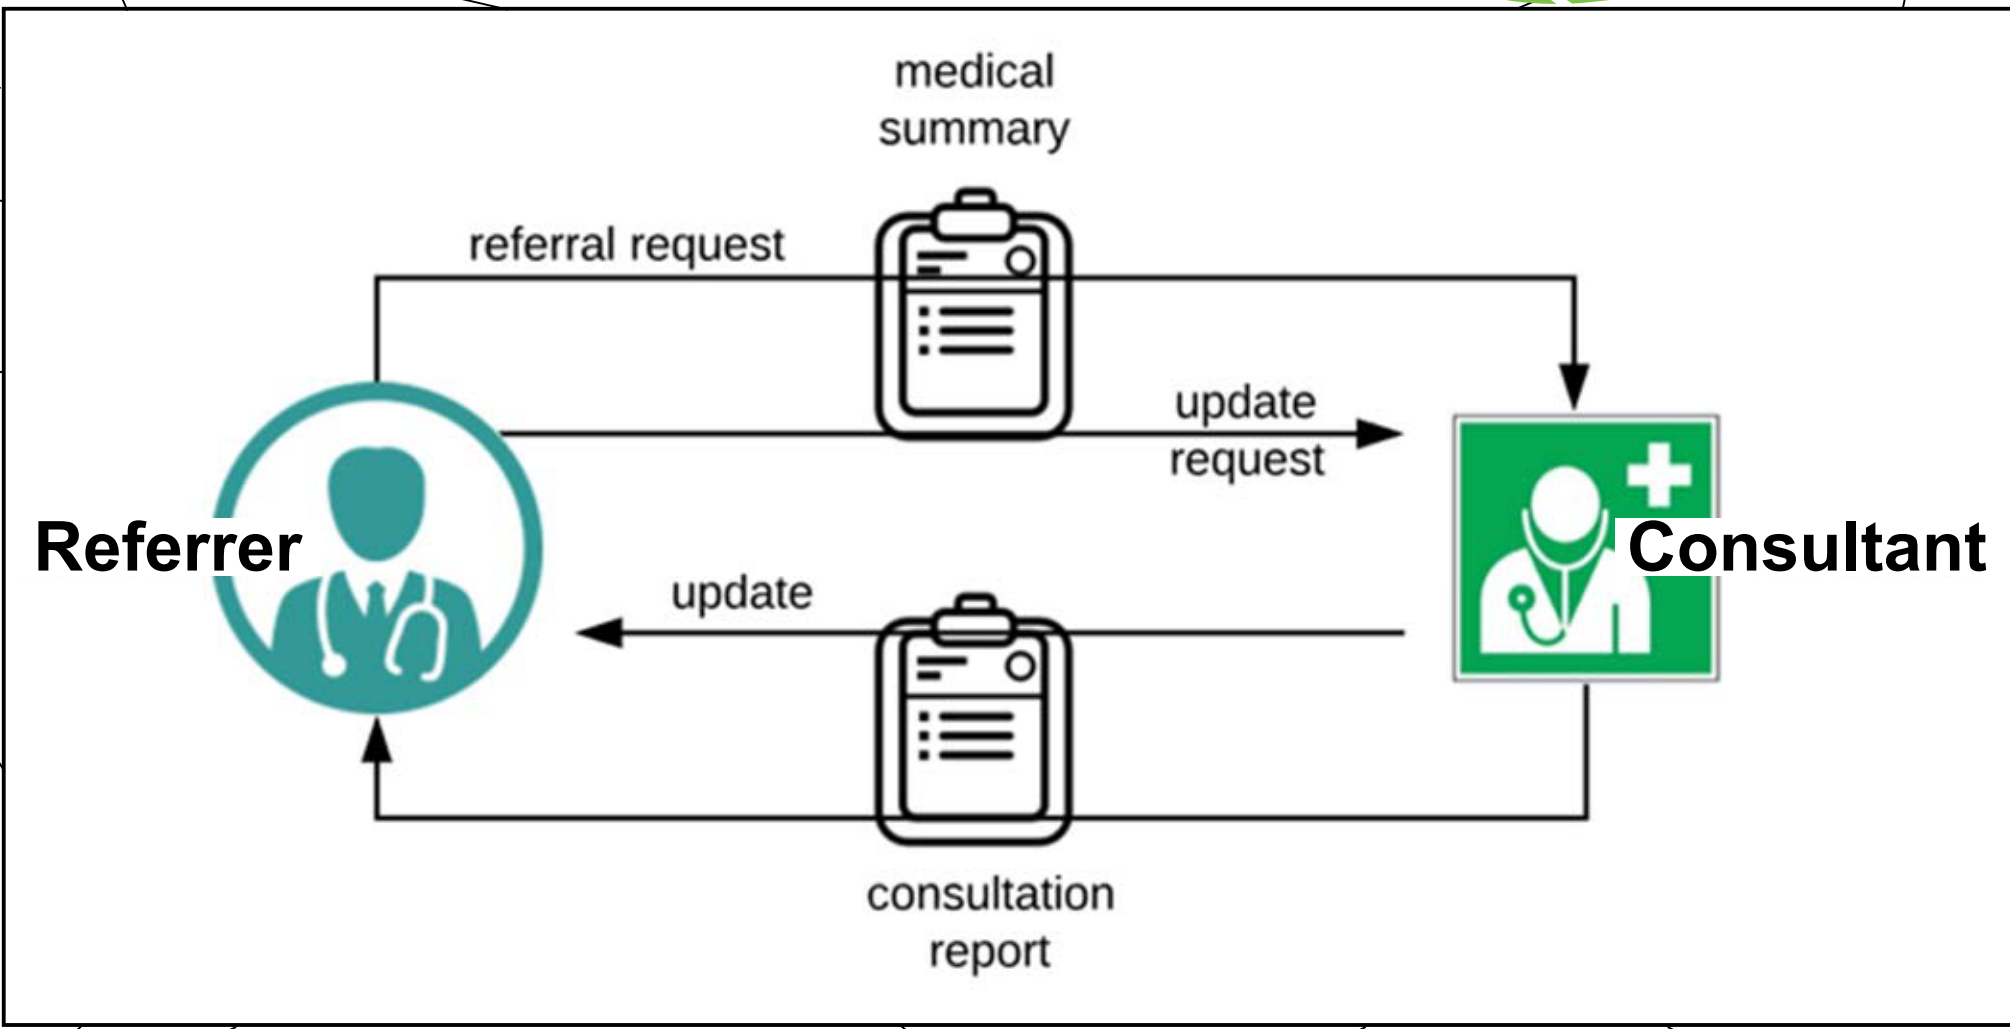 medical
summary
referral request
update
request
Referrer
Consultant
update
consultation
report